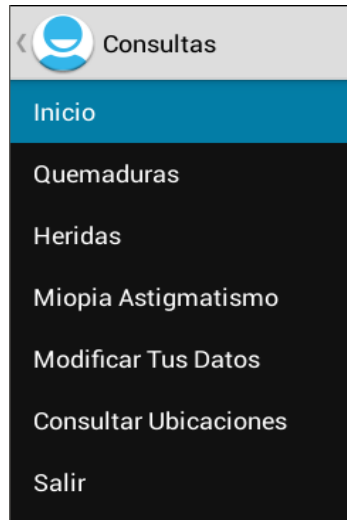 Consultas
Inicio
Quemaduras
Heridas
Miopia Astigmatismo
Modificar Tus Datos
Consultar Ubicaciones
Salir